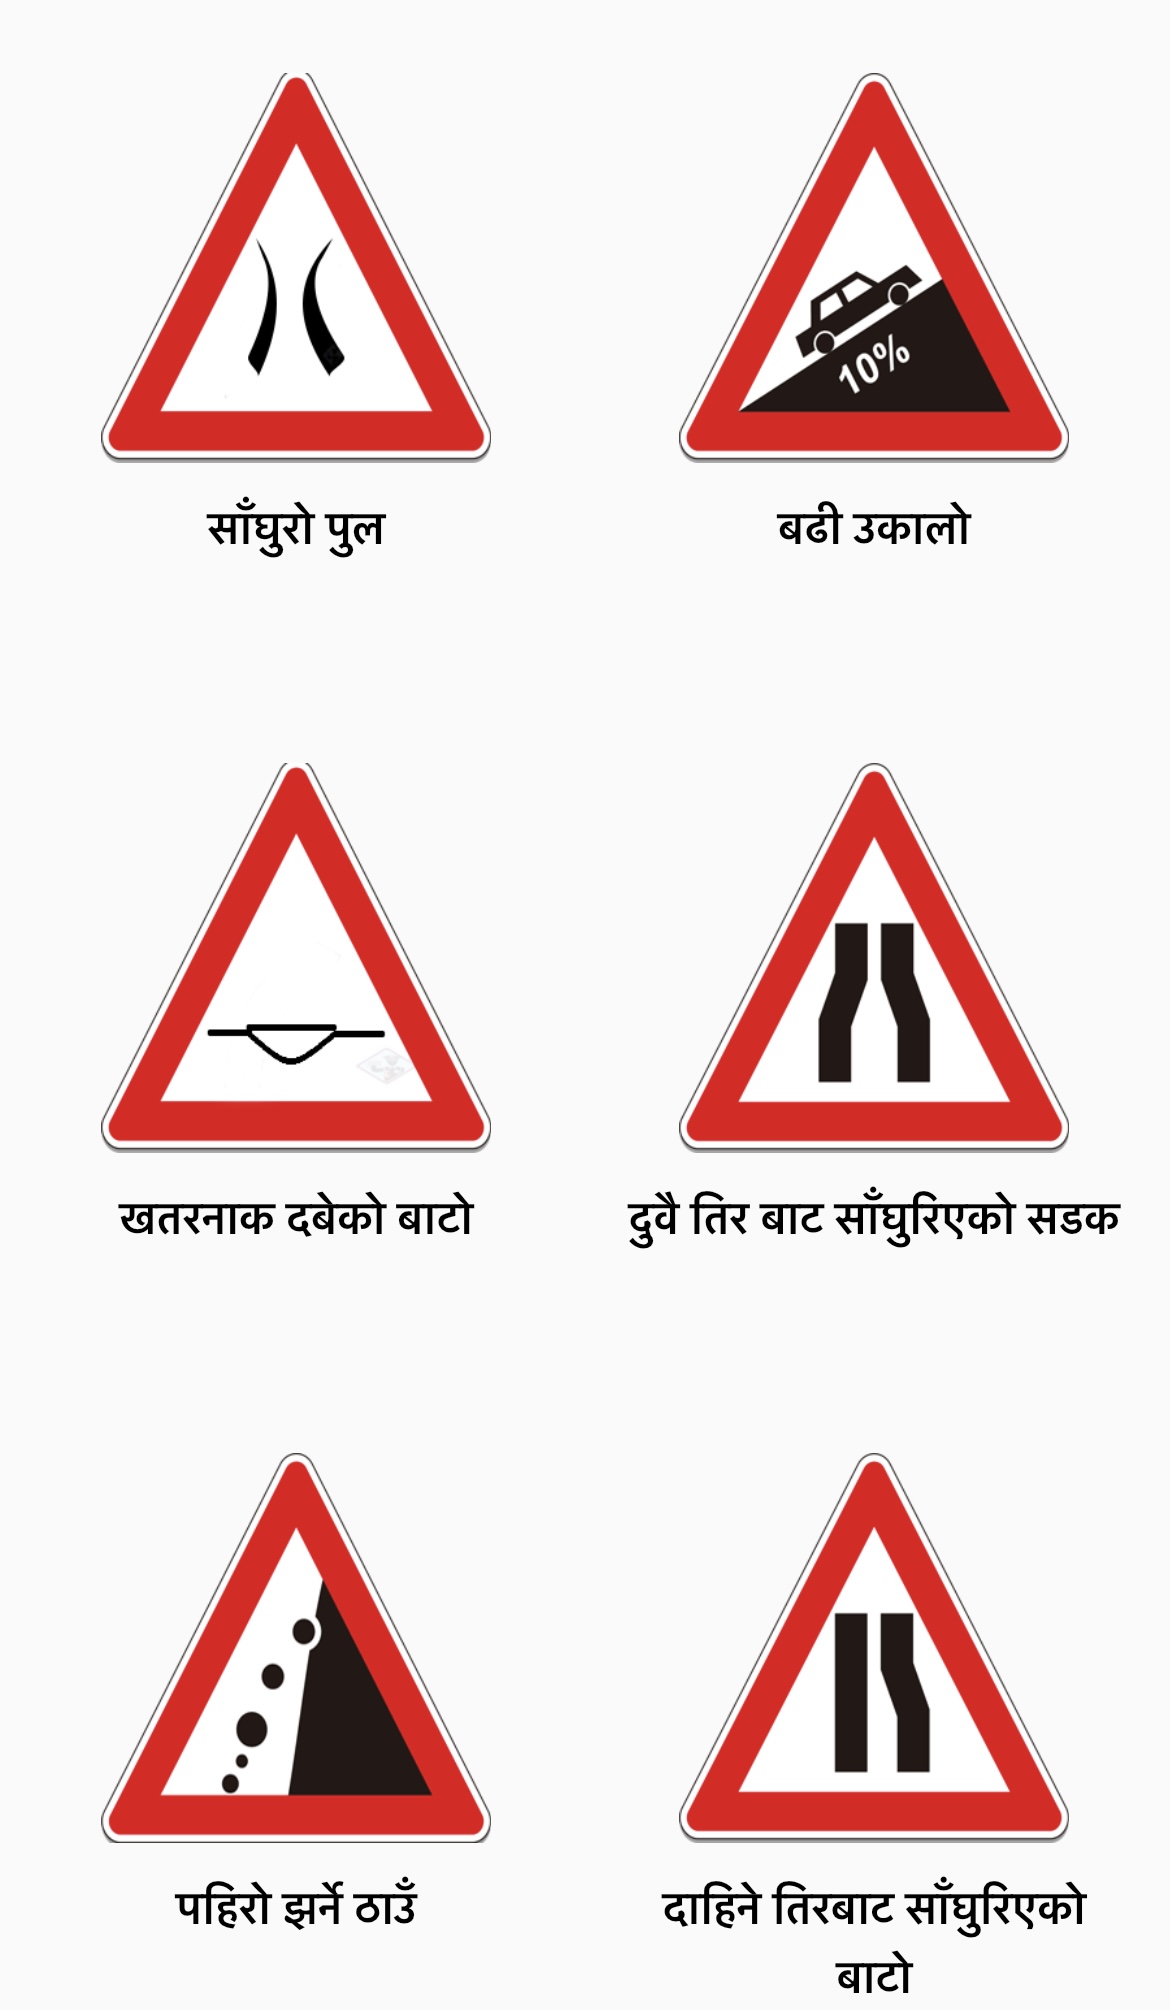 साँघुरो पुल
10%
बढी उकालो
खतरनाक दबेको बाटो
दुवै तिर बाट साँघुरिएको सडक
पहिरो झर्ने ठाउँ
दाहिने तिरबाट साँघुरिएको
बाटो